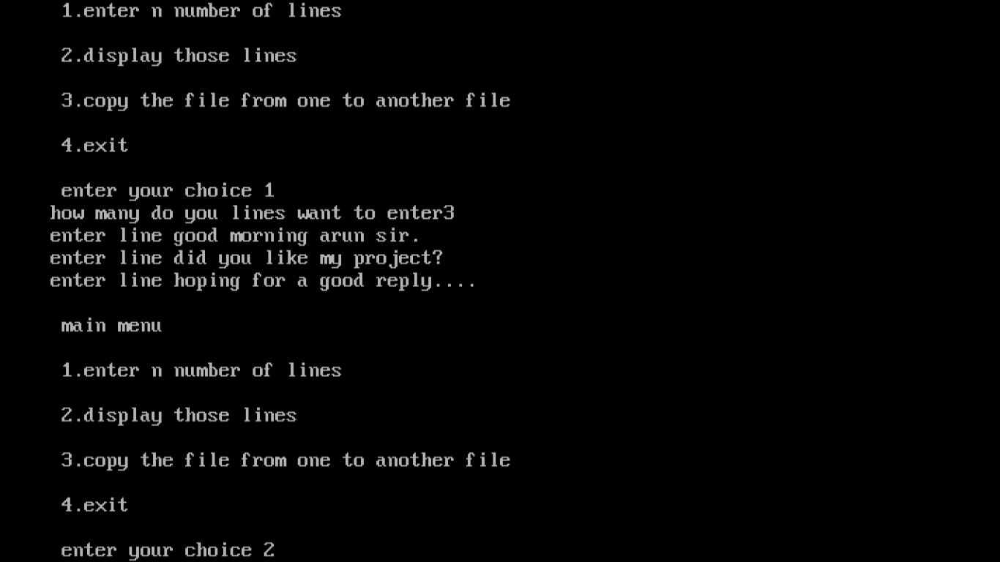 1.enter n number of lines
2.display those lines
3.copy the file from one to another file
4.exit
enter your choice 1
how many do you lines want to enter3
enter line good morning arun sir.
enter line did you like my project?
enter line hoping for a good reply....
main menu
1.enter n number of lines
2.display those lines
3.copy the file from one to another file
4.exit
enter your choice 2